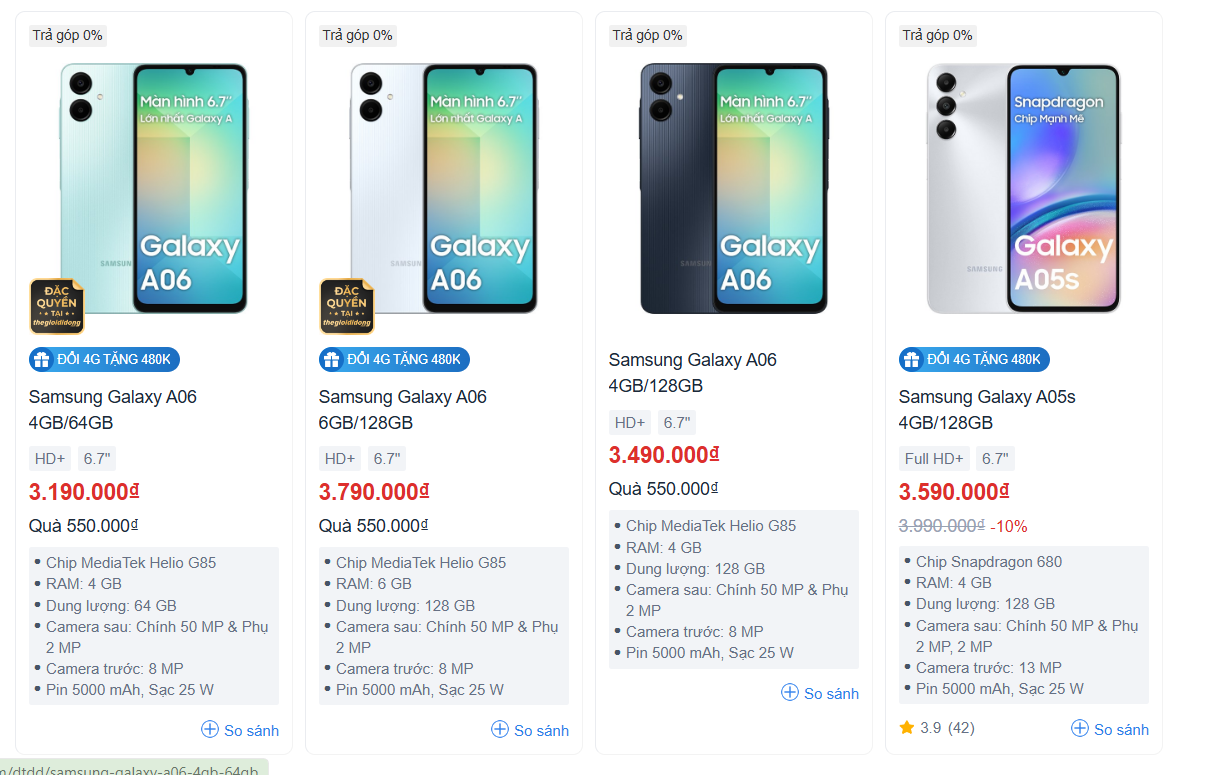 Trả góp 0%
Màn hình 6.7"
Lớn nhất Galaxy A
Galaxy
A06
SAMSUNG
ĐẶC
QUYỀN
TẠI
thegioididong
ĐỔI 4G TẶNG 480K
Samsung Galaxy A06
4GB/64GB
HD+ 6.7"
3.190.000₫
Quà 550.000₫
• Chip MediaTek Helio G85
• RAM: 4 GB
• Dung lượng: 64 GB
• Camera sau: Chính 50 MP & Phụ
2 MP
• Camera trước: 8 MP
• Pin 5000 mAh, Sạc 25 W
So sánh
Trả góp 0%
Màn hình 6.7"
Lớn nhất Galaxy A
Galaxy
A06
SAMSUNG
ĐẶC
QUYỀN
TẠI
thegioididong
ĐỔI 4G TẶNG 480K
Samsung Galaxy A06
6GB/128GB
HD+ 6.7"
3.790.000₫
Quà 550.000₫
• Chip MediaTek Helio G85
• RAM: 6 GB
• Dung lượng: 128 GB
• Camera sau: Chính 50 MP & Phụ
2 MP
• Camera trước: 8 MP
• Pin 5000 mAh, Sạc 25 W
So sánh
Trả góp 0%
Màn hình 6.7"
Lớn nhất Galaxy A
Galaxy
A06
SAMSUNG
Samsung Galaxy A06
4GB/128GB
HD+ 6.7"
3.490.000₫
Quà 550.000₫
• Chip MediaTek Helio G85
• RAM: 4 GB
• Dung lượng: 128 GB
• Camera sau: Chính 50 MP & Phụ
2 MP
• Camera trước: 8 MP
• Pin 5000 mAh, Sạc 25 W
So sánh
Trả góp 0%
Snapdragon
Chip Mạnh Mẽ
Galaxy
A05s
SAMSUNG
ĐỔI 4G TẶNG 480K
Samsung Galaxy A05s
4GB/128GB
Full HD+ 6.7"
3.590.000₫
3.990.000₫ -10%
• Chip Snapdragon 680
• RAM: 4 GB
• Dung lượng: 128 GB
• Camera sau: Chính 50 MP & Phụ
2 MP, 2 MP
• Camera trước: 13 MP
• Pin 5000 mAh, Sạc 25 W
3.9 (42)
So sánh
m/dtdd/samsung-galaxy-a06-4gb-64gb